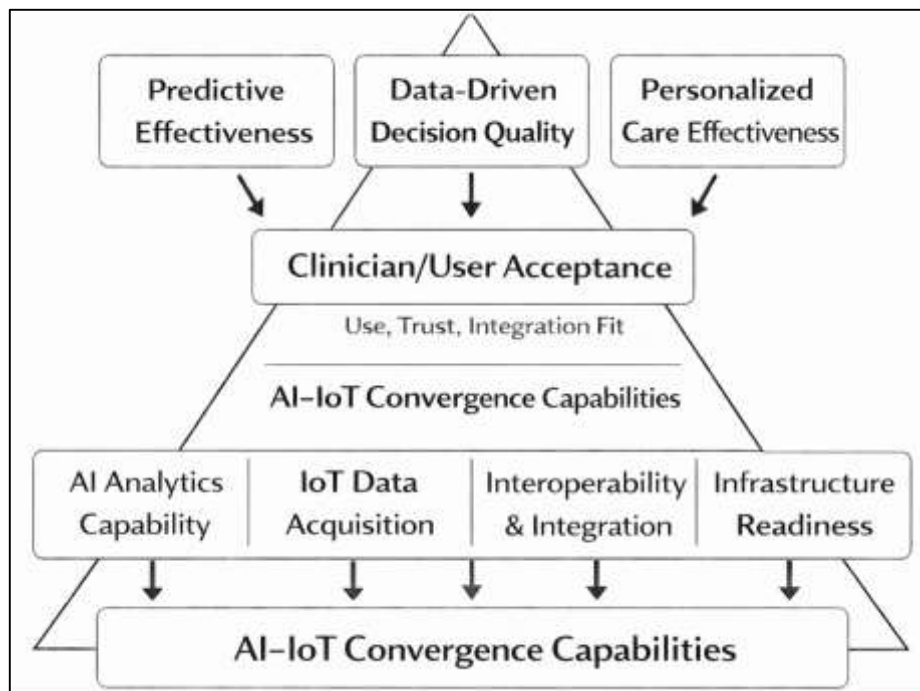 Predictive
Effectiveness
Data-Driven
Decision Quality
Personalized
Care Effectiveness
Clinician/User Acceptance
Use, Trust, Integration Fit
AI–IoT Convergence Capabilities
AI Analytics
Capability
IoT Data
Acquisition
Interoperability
& Integration
Infrastructure
Readiness
AI–IoT Convergence Capabilities